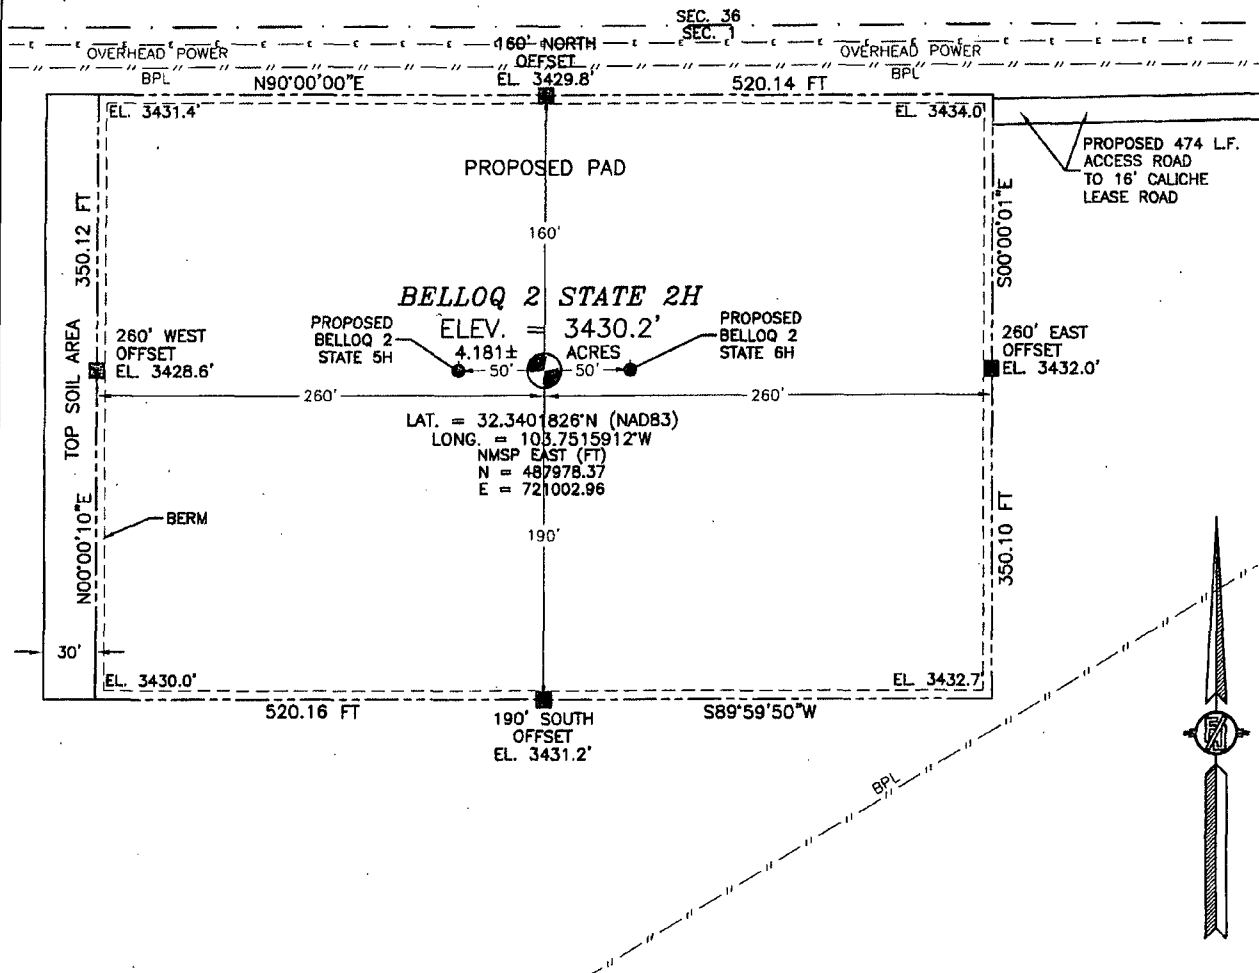 SEC. 36
SEC. 1
OVERHEAD POWER
160' NORTH
OFFSET
EL. 3429.8'
OVERHEAD POWER
BPL
BPL
N90°00'00"E
520.14 FT
EL. 3431.4'
EL. 3434.0'
PROPOSED PAD
PROPOSED 474 L.F.
ACCESS ROAD
TO 16' CALICHE
LEASE ROAD
350.12 FT
S00°00'01"E
160'
BELLOQ 2 STATE 2H
ELEV. = 3430.2'
4.181± ACRES
PROPOSED
BELLOQ 2
STATE 5H
PROPOSED
BELLOQ 2
STATE 6H
50'
50'
260' WEST
OFFSET
EL. 3428.6'
260' EAST
OFFSET
EL. 3432.0'
TOP SOIL AREA
260'
260'
LAT. = 32.3401826°N (NAD83)
LONG. = 103.7515912°W
NMSP EAST (FT)
N = 487978.37
E = 721002.96
N00°00'10"E
BERM
190'
350.10 FT
30'
EL. 3430.0'
EL. 3432.7'
520.16 FT
190' SOUTH
OFFSET
EL. 3431.2'
S89°59'50"W
BPL